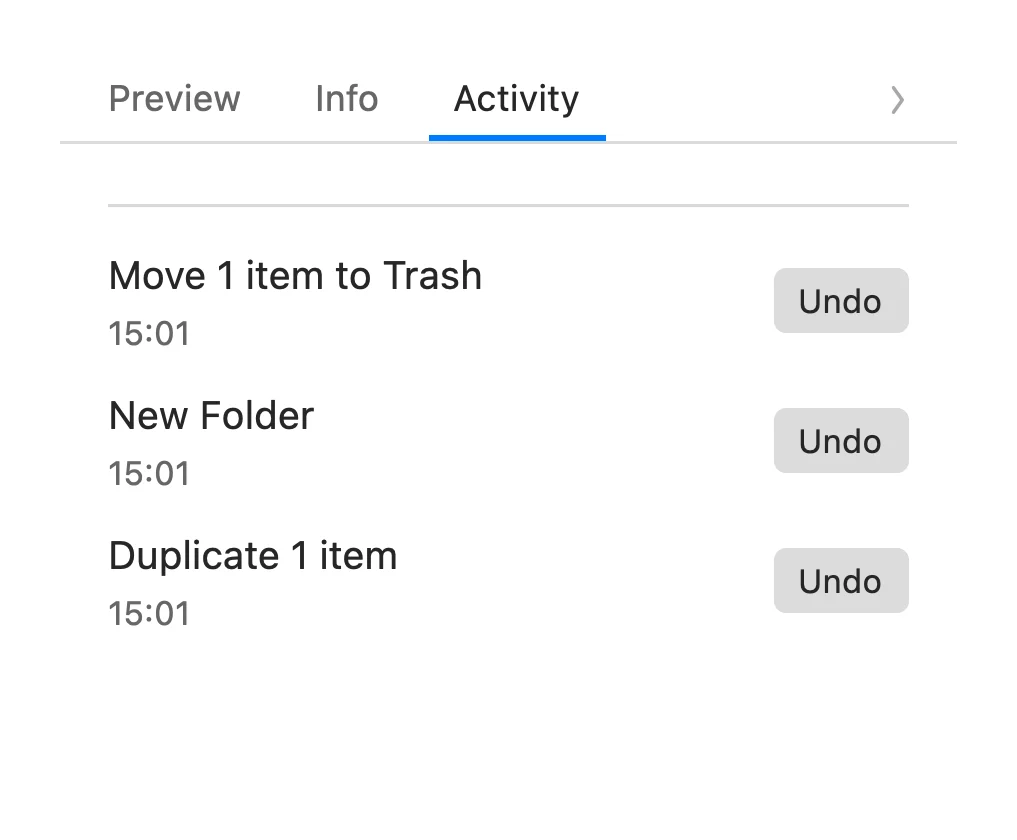 Preview Info Activity
Move 1 item to Trash
15:01
Undo
New Folder
15:01
Undo
Duplicate 1 item
15:01
Undo